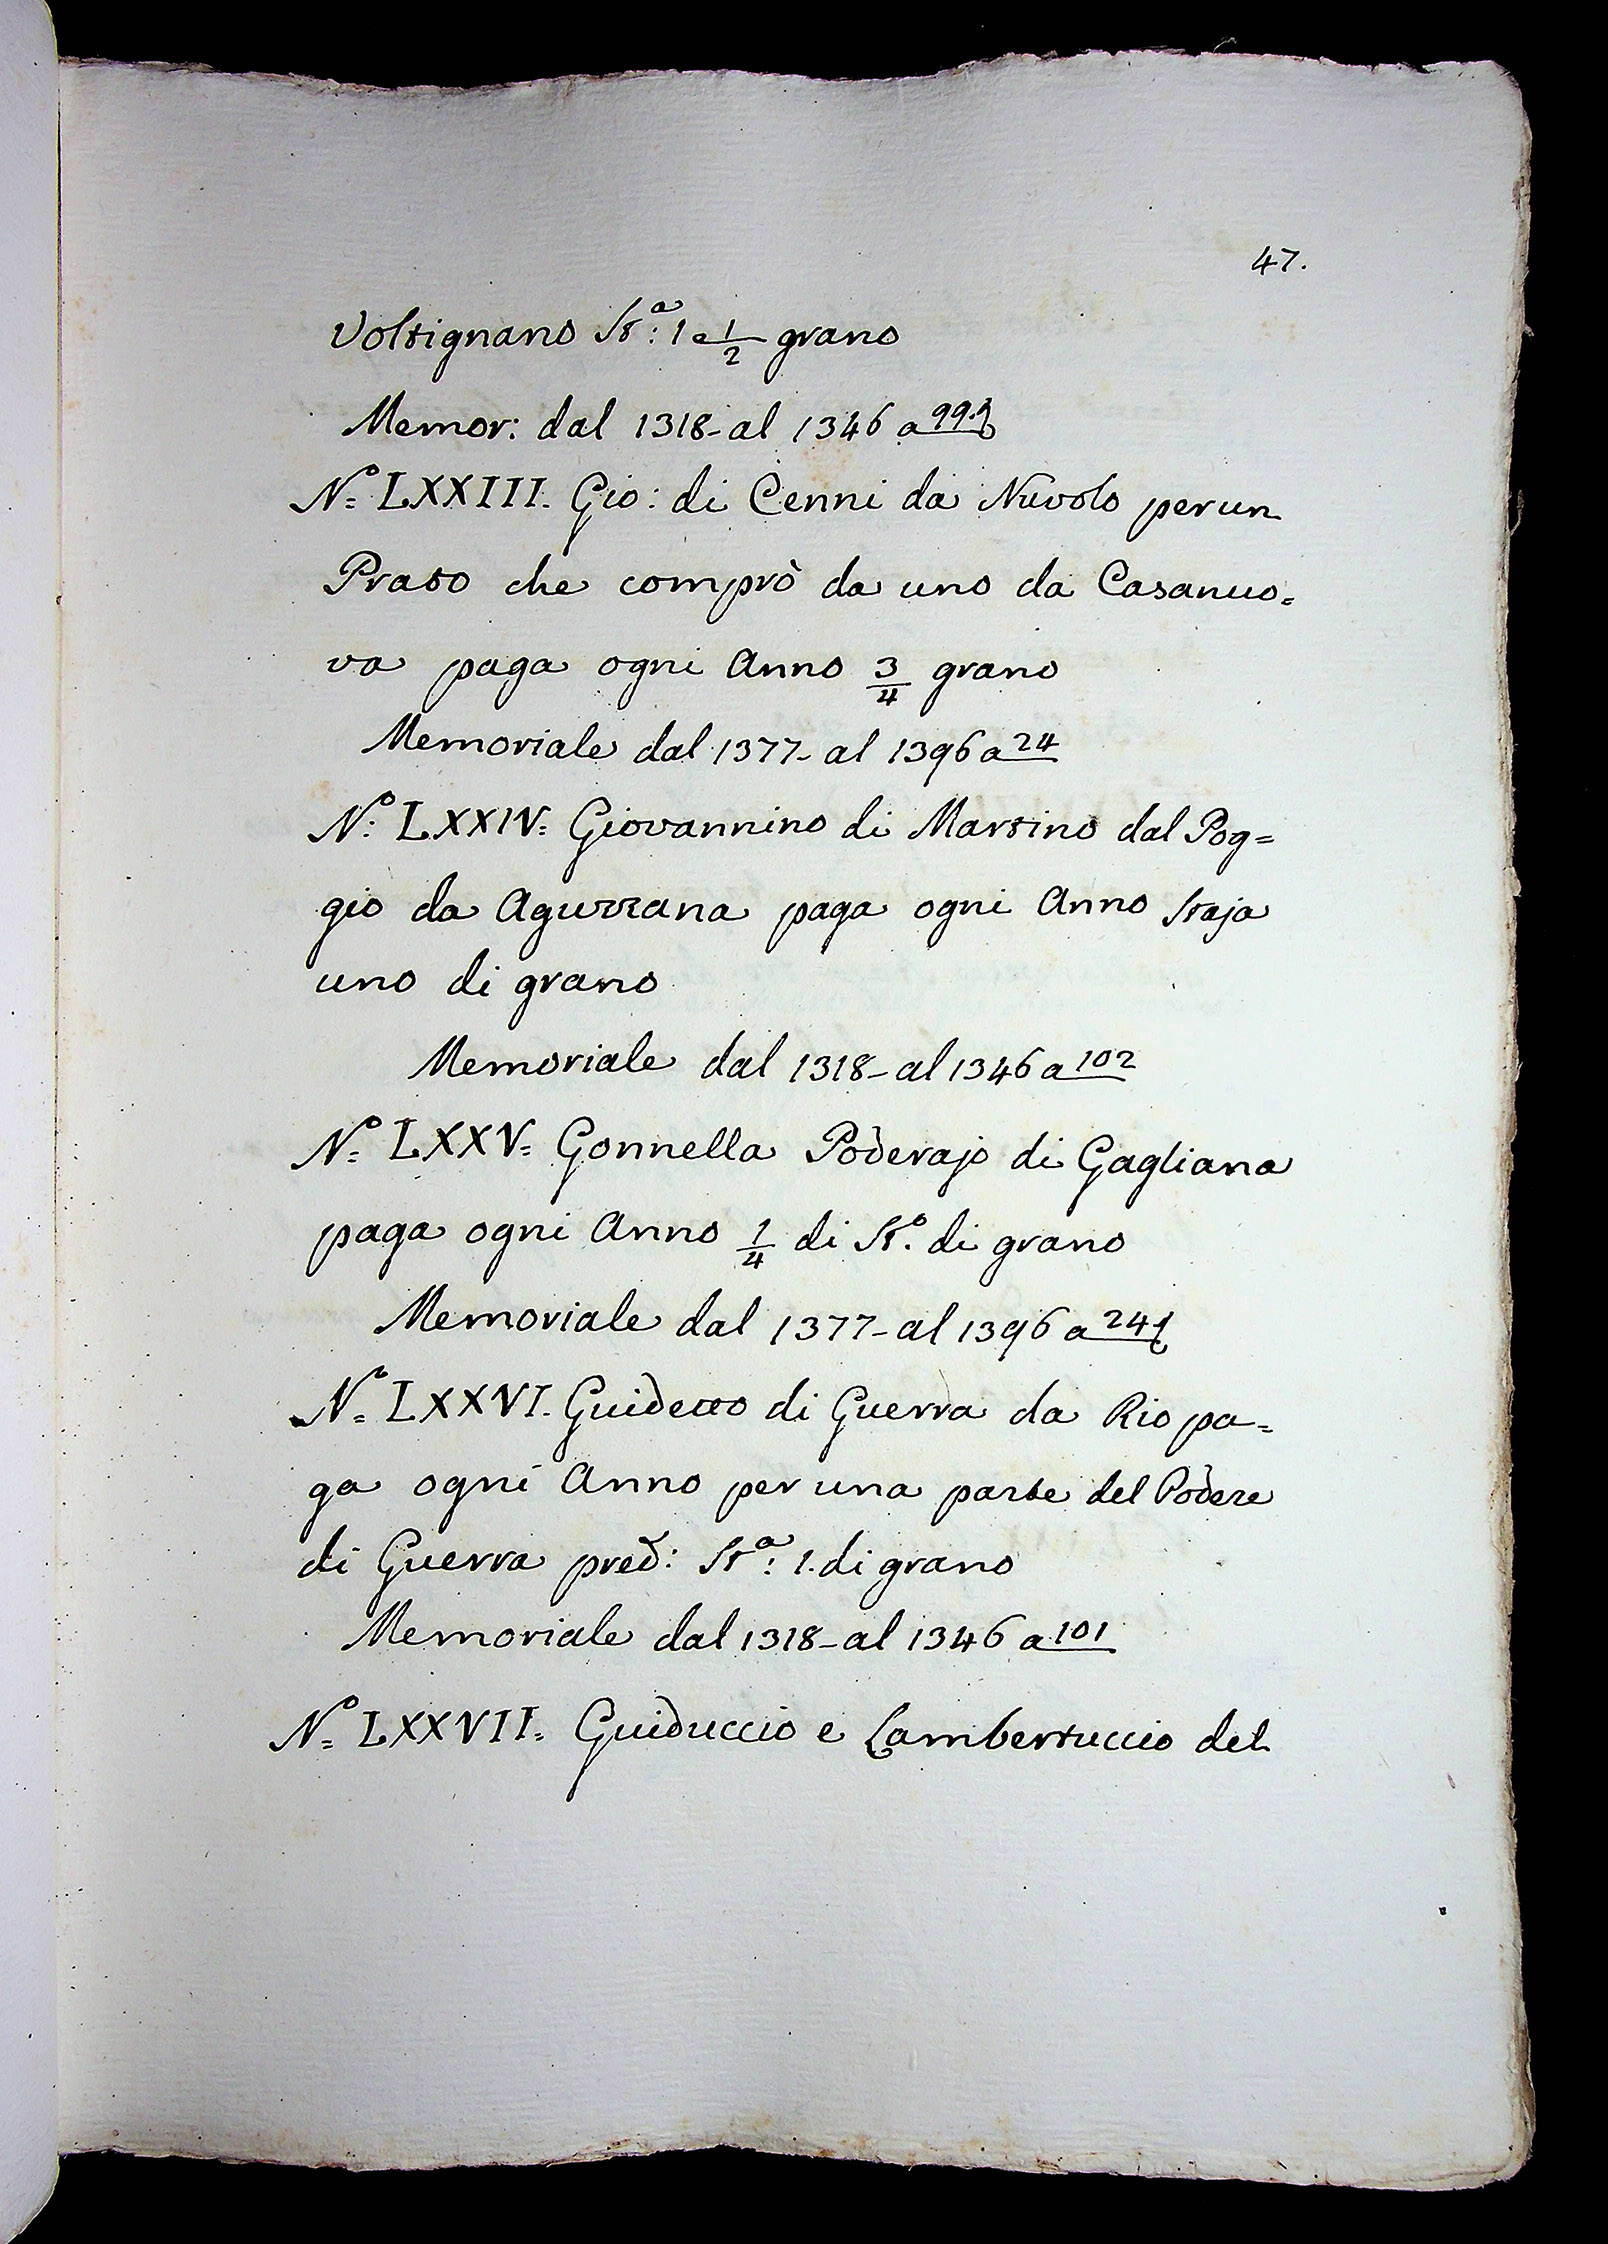 47.
Voltignano St.ª: 1 e 1/2 grano
Memor: dal 1318- al 1346 a 99.
N.º LXXIII. Gio: di Cenni da Nuvolo per un
Prato che comprò da uno da Casanuo=
va paga ogni Anno 3/4 grano
Memoriale dal 1377- al 1396 a 24
N.º LXXIV= Giovannino di Martino dal Pog=
gio da Aguzzana paga ogni Anno Staja
uno di grano
Memoriale dal 1318- al 1346 a 102
N.º LXXV= Gonnella Poderajo di Gagliana
paga ogni Anno 1/4 di St.º di grano
Memoriale dal 1377- al 1396 a 24
N.º LXXVI. Guidetto di Guerra da Rio pa=
ga ogni Anno per una parte del Podere
di Guerra pred: St.ª: 1. di grano
Memoriale dal 1318- al 1346 a 101
N.º LXXVII= Guiduccio e Lambertuccio del